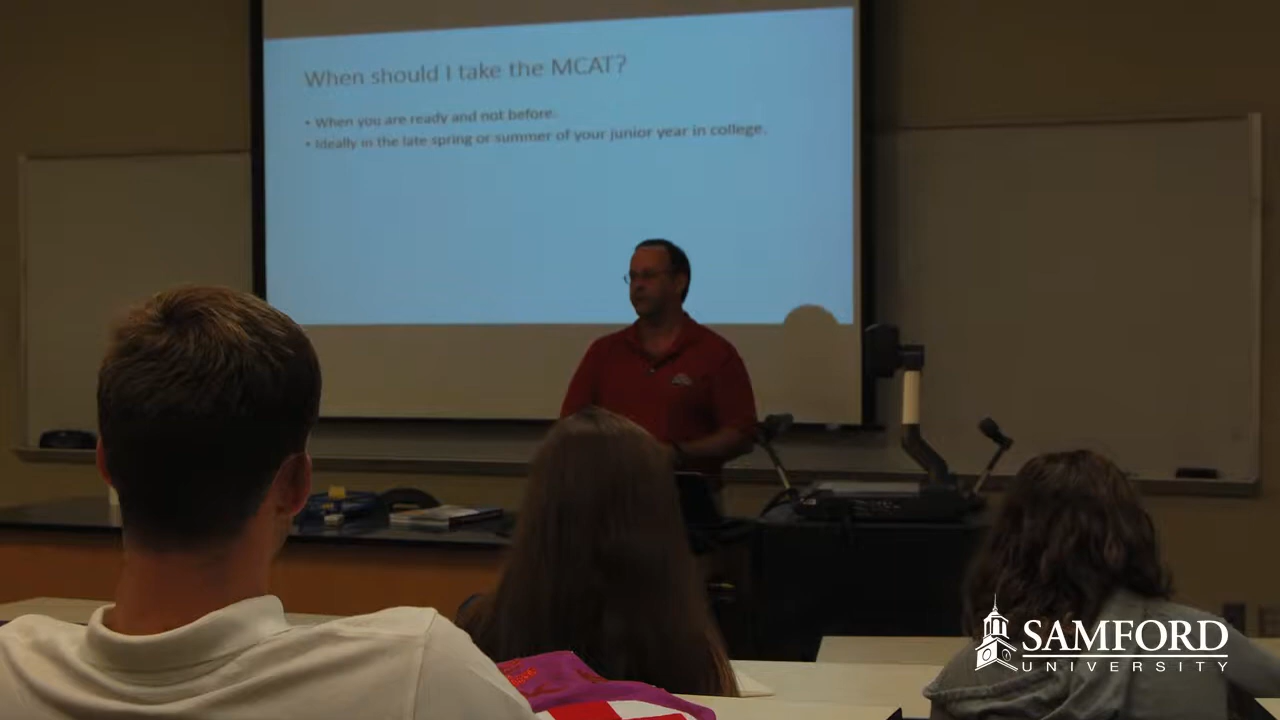 When should I take the MCAT?
• When you are ready and not before.
• Ideally in the late spring or summer of your junior year in college.
SAMFORD
UNIVERSITY